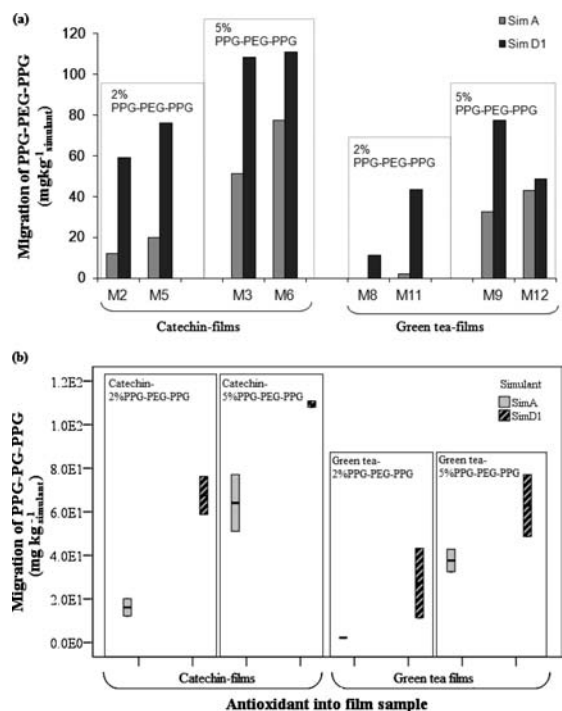 (a)
Sim A
Sim D1
Migration of PPG-PEG-PPG
(mgkg-1 simulant)
120
100
80
60
40
20
0
2%
PPG-PEG-PPG
5%
PPG-PEG-PPG
2%
PPG-PEG-PPG
5%
PPG-PEG-PPG
M2 M5 M3 M6 M8 M11 M9 M12
Catechin-films Green tea-films
(b)
Migration of PPG-PG-PPG
(mg kg-1 simulant)
1.2E2
1.0E2
8.0E1
6.0E1
4.0E1
2.0E1
0.0E0
Catechin-
2%PPG-PEG-PPG
Catechin-
5%PPG-PEG-PPG
Simulant
SimA
SimD1
Green tea-
2%PPG-PEG-PPG
Green tea-
5%PPG-PEG-PPG
Catechin-films Green tea films
Antioxidant into film sample